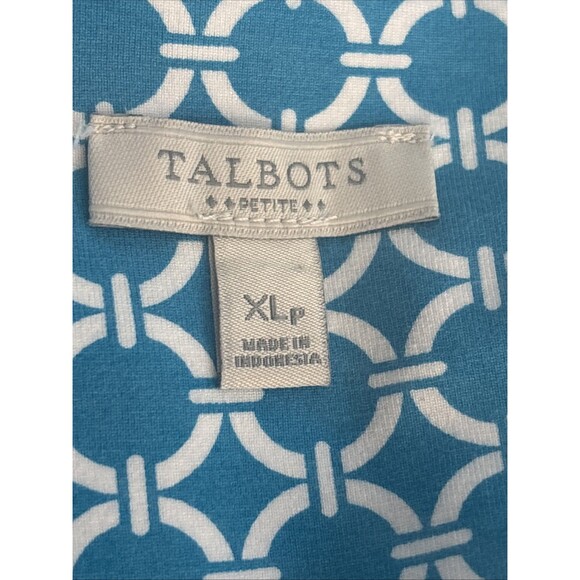 TALBOTS
♦♦PETITE♦♦
XLP
MADE IN
INDONESIA